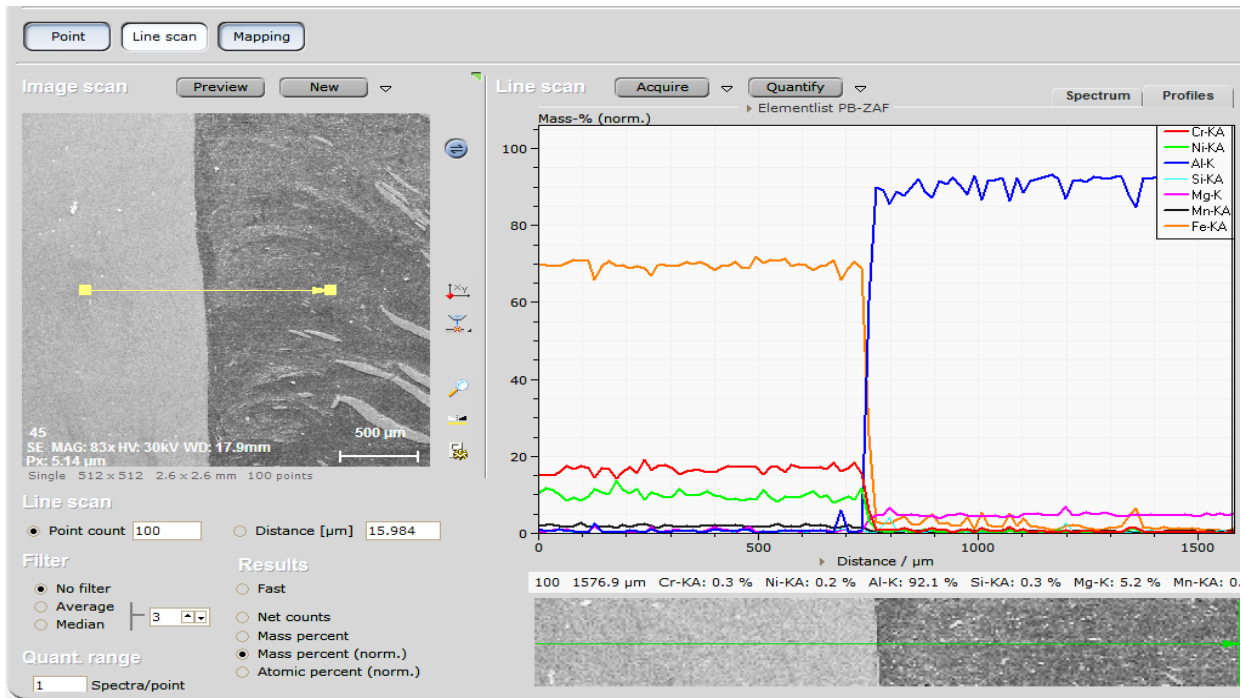 Point Line scan Mapping
Image scan Preview New
45
500 µm
SE MAG: 83x HV: 30kV WD: 17.9mm
Px: 5.14 µm
Single 512 x 512 2.6 x 2.6 mm 100 points
Line scan
Point count 100 Distance [µm] 15.984
Filter
No filter
Average
Median
3
Quant. range
1 Spectra/point
Results
Fast
Net counts
Mass percent
Mass percent (norm.)
Atomic percent (norm.)
Line scan Acquire Quantify
Elementlist PB-ZAF
Spectrum Profiles
Mass-% (norm.)
100
80
60
40
20
0
Cr-KA
Ni-KA
Al-K
Si-KA
Mg-K
Mn-KA
Fe-KA
0 500 1000 1500
Distance / µm
100 1576.9 µm Cr-KA: 0.3 % Ni-KA: 0.2 % Al-K: 92.1 % Si-KA: 0.3 % Mg-K: 5.2 % Mn-KA: 0.